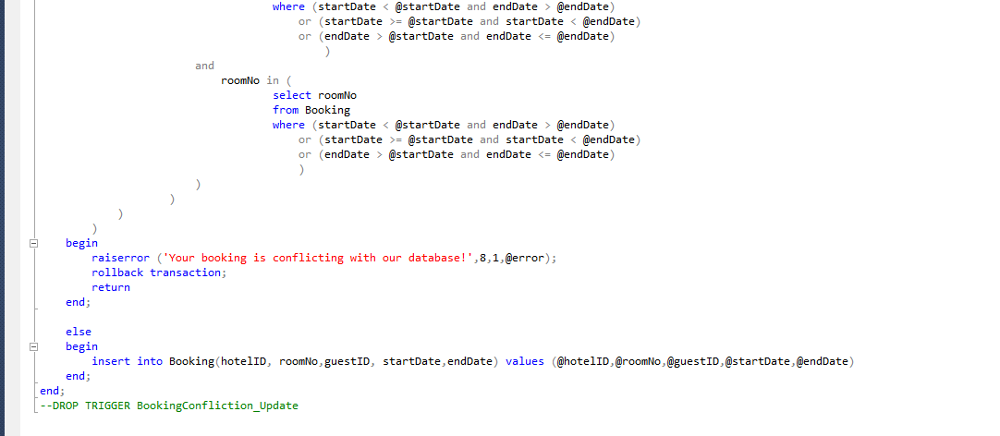 where (startDate < @startDate and endDate > @endDate)
or (startDate >= @startDate and startDate < @endDate)
or (endDate > @startDate and endDate <= @endDate)
)
and
roomNo in (
select roomNo
from Booking
where (startDate < @startDate and endDate > @endDate)
or (startDate >= @startDate and startDate < @endDate)
or (endDate > @startDate and endDate <= @endDate)
)
)
)
)
)
begin
raiserror ('Your booking is conflicting with our database!',8,1,@error);
rollback transaction;
return
end;
else
begin
insert into Booking(hotelID, roomNo,guestID, startDate,endDate) values (@hotelID,@roomNo,@guestID,@startDate,@endDate)
end;
end;
--DROP TRIGGER BookingConfliction_Update